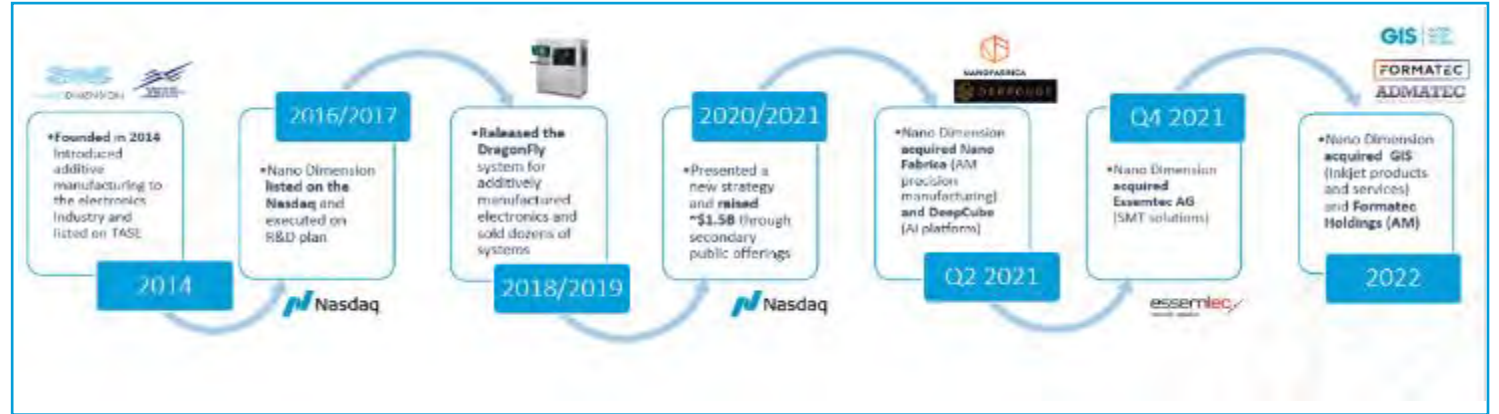 DIMENSION
•Founded in 2014
Introduced
additive
manufacturing to
the electronics
Industry and
listed on TASE
2014
2016/2017
•Nano Dimension
listed on the
Nasdaq and
executed on
R&D plan
Nasdaq
•Released the
DragonFly
system for
additively
manufactured
electronics and
sold dozens of
systems
2018/2019
2020/2021
•Presented a
new strategy
and raised
~$1.5B through
secondary
public offerings
Nasdaq
NANOFABRICA
DEEPCUBE
•Nano Dimension
acquired Nano
Fabrica (AM
precision
manufacturing)
and DeepCube
(AI platform)
Q2 2021
Q4 2021
•Nano Dimension
acquired
Essemtec AG
(SMT solutions)
essemtec
GIS
FORMATEC
ADMATEC
•Nano Dimension
acquired GIS
(Inkjet products
and services)
and Formatec
Holdings (AM)
2022